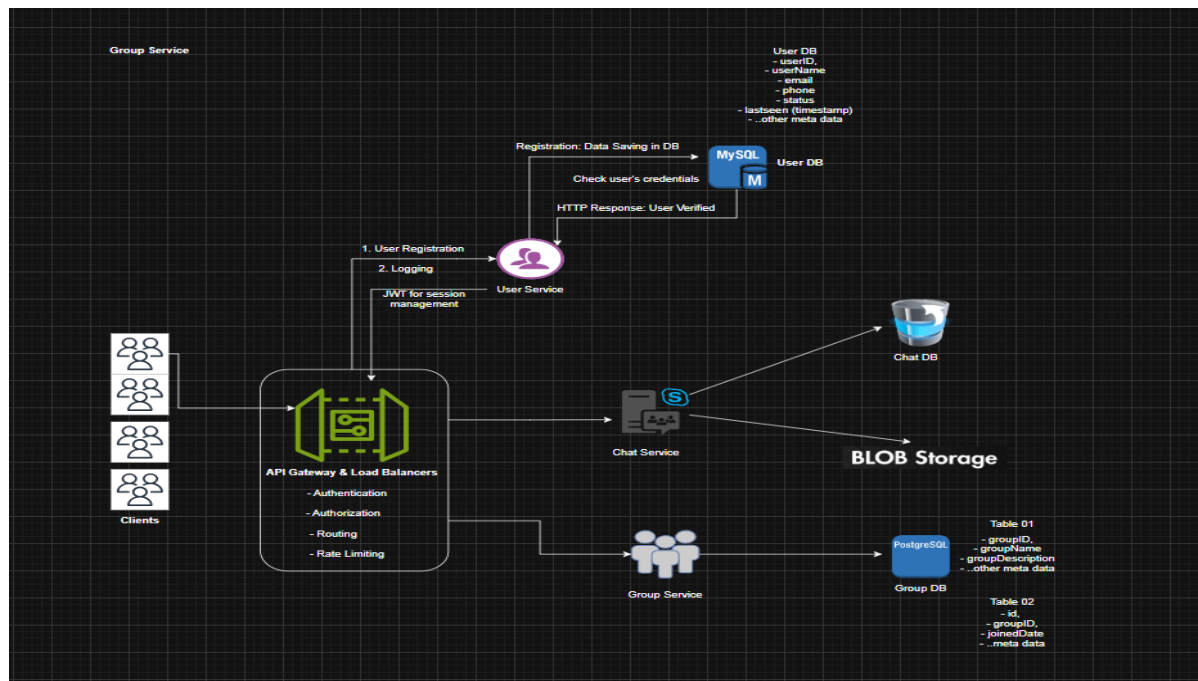 Group Service
User DB
- userID,
- userName
- email
- phone
- status
- lastseen (timestamp)
- ..other meta data
Registration: Data Saving in DB
MySQL
M
User DB
Check user's credentials
HTTP Response: User Verified
1. User Registration
2. Logging
User Service
JWT for session
management
Chat DB
S
Chat Service
BLOB Storage
API Gateway & Load Balancers
- Authentication
- Authorization
- Routing
- Rate Limiting
Clients
Group Service
PostgreSQL
Group DB
Table 01
- groupID,
- groupName
- groupDescription
- ..other meta data
Table 02
- id,
- groupID,
- joinedDate
- ..meta data